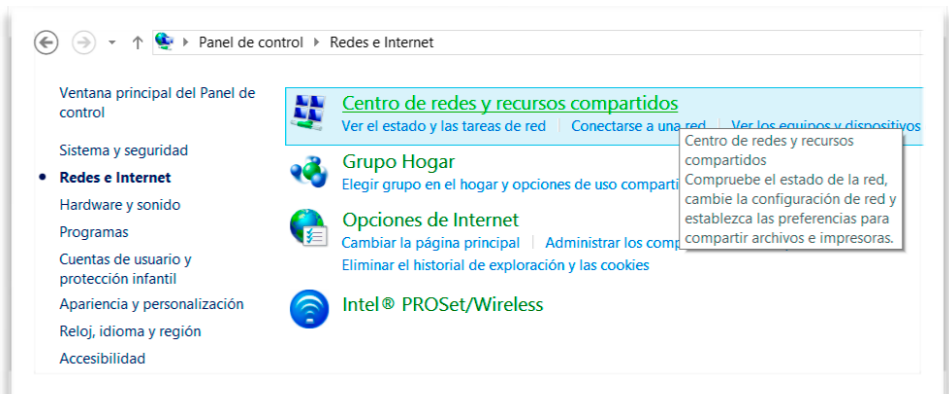 Panel de control Redes e Internet
Ventana principal del Panel de
control
Sistema y seguridad
Redes e Internet
Hardware y sonido
Programas
Cuentas de usuario y
protección infantil
Apariencia y personalización
Reloj, idioma y región
Accesibilidad
Centro de redes y recursos compartidos
Ver el estado y las tareas de red Conectarse a una red Ver los equipos y dispositivos
Grupo Hogar
Elegir grupo en el hogar y opciones de uso comparti
Opciones de Internet
Cambiar la página principal Administrar los comp
Eliminar el historial de exploración y las cookies
Intel® PROSet/Wireless
Centro de redes y recursos
compartidos
Compruebe el estado de la red,
cambie la configuración de red y
establezca las preferencias para
compartir archivos e impresoras.